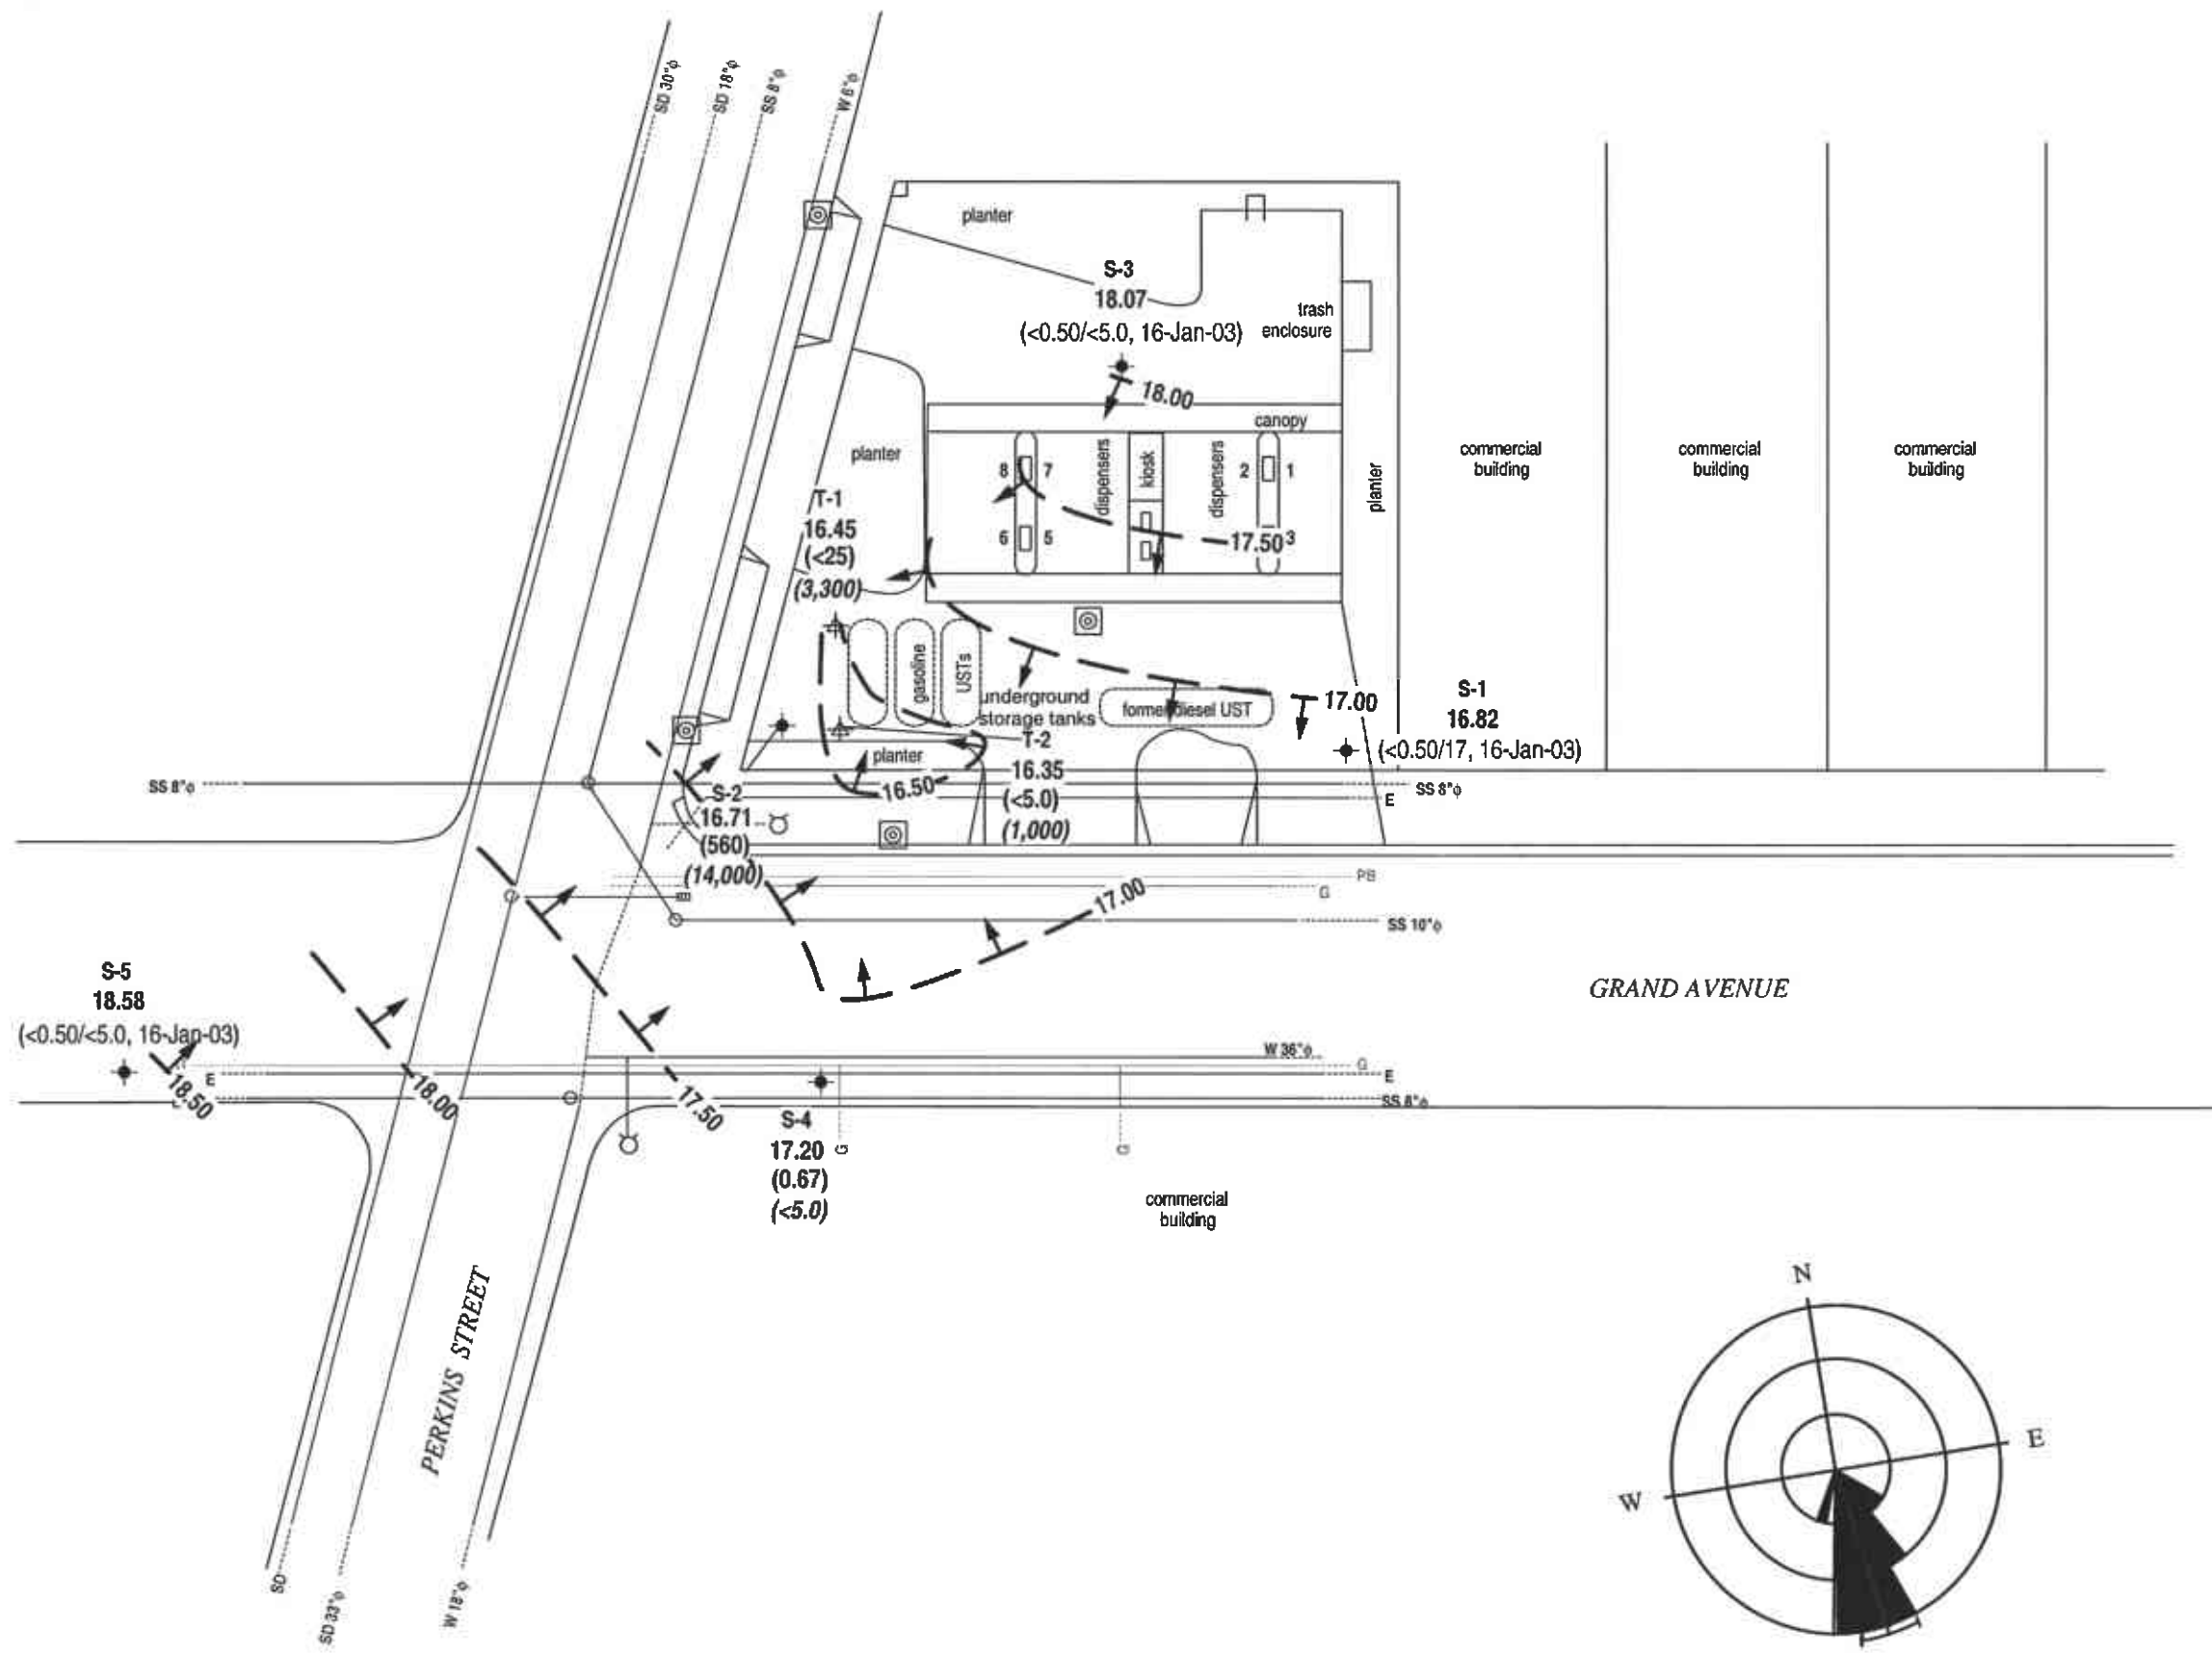 SD 30"φ
SD 18"φ
SS 8"φ
W 6"φ
planter
S-3
18.07
(<0.50/<5.0, 16-Jan-03)
trash
enclosure
18.00
canopy
planter
8
7
dispensers
kiosk
dispensers
2
1
planter
commercial
building
commercial
building
commercial
building
T-1
16.45
(<25)
(3,300)
6
5
17.50
3
gasoline
USTs
underground
storage tanks
former diesel UST
17.00
S-1
16.82
(<0.50/17, 16-Jan-03)
T-2
16.35
(<5.0)
(1,000)
planter
16.50
SS 8"φ
SS 8"φ
E
S-2
16.71
(560)
(14,000)
PB
G
17.00
SS 10"φ
S-5
18.58
(<0.50/<5.0, 16-Jan-03)
GRAND AVENUE
W 36"φ
G
E
E
SS 8"φ
18.50
18.00
17.50
S-4
17.20
(0.67)
(<5.0)
G
G
commercial
building
PERKINS STREET
SD
SD 33"φ
W 18"φ
N
E
W